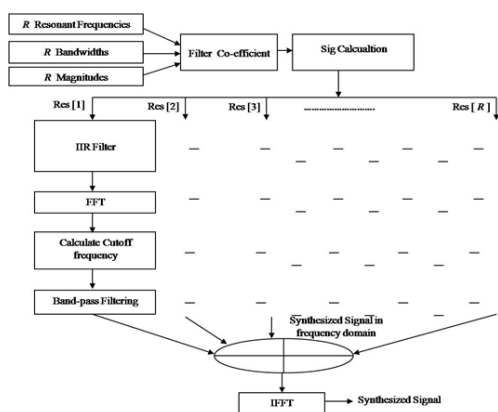 R Resonant Frequencies
R Bandwidths
R Magnitudes
Filter Co-efficient
Sig Calcualtion
Res [1]
Res [2]
Res [3]
............................
Res [ R ]
IIR Filter
FFT
Calculate Cutoff
frequency
Band-pass Filtering
Synthesized Signal in
frequency domain
IFFT
Synthesized Signal